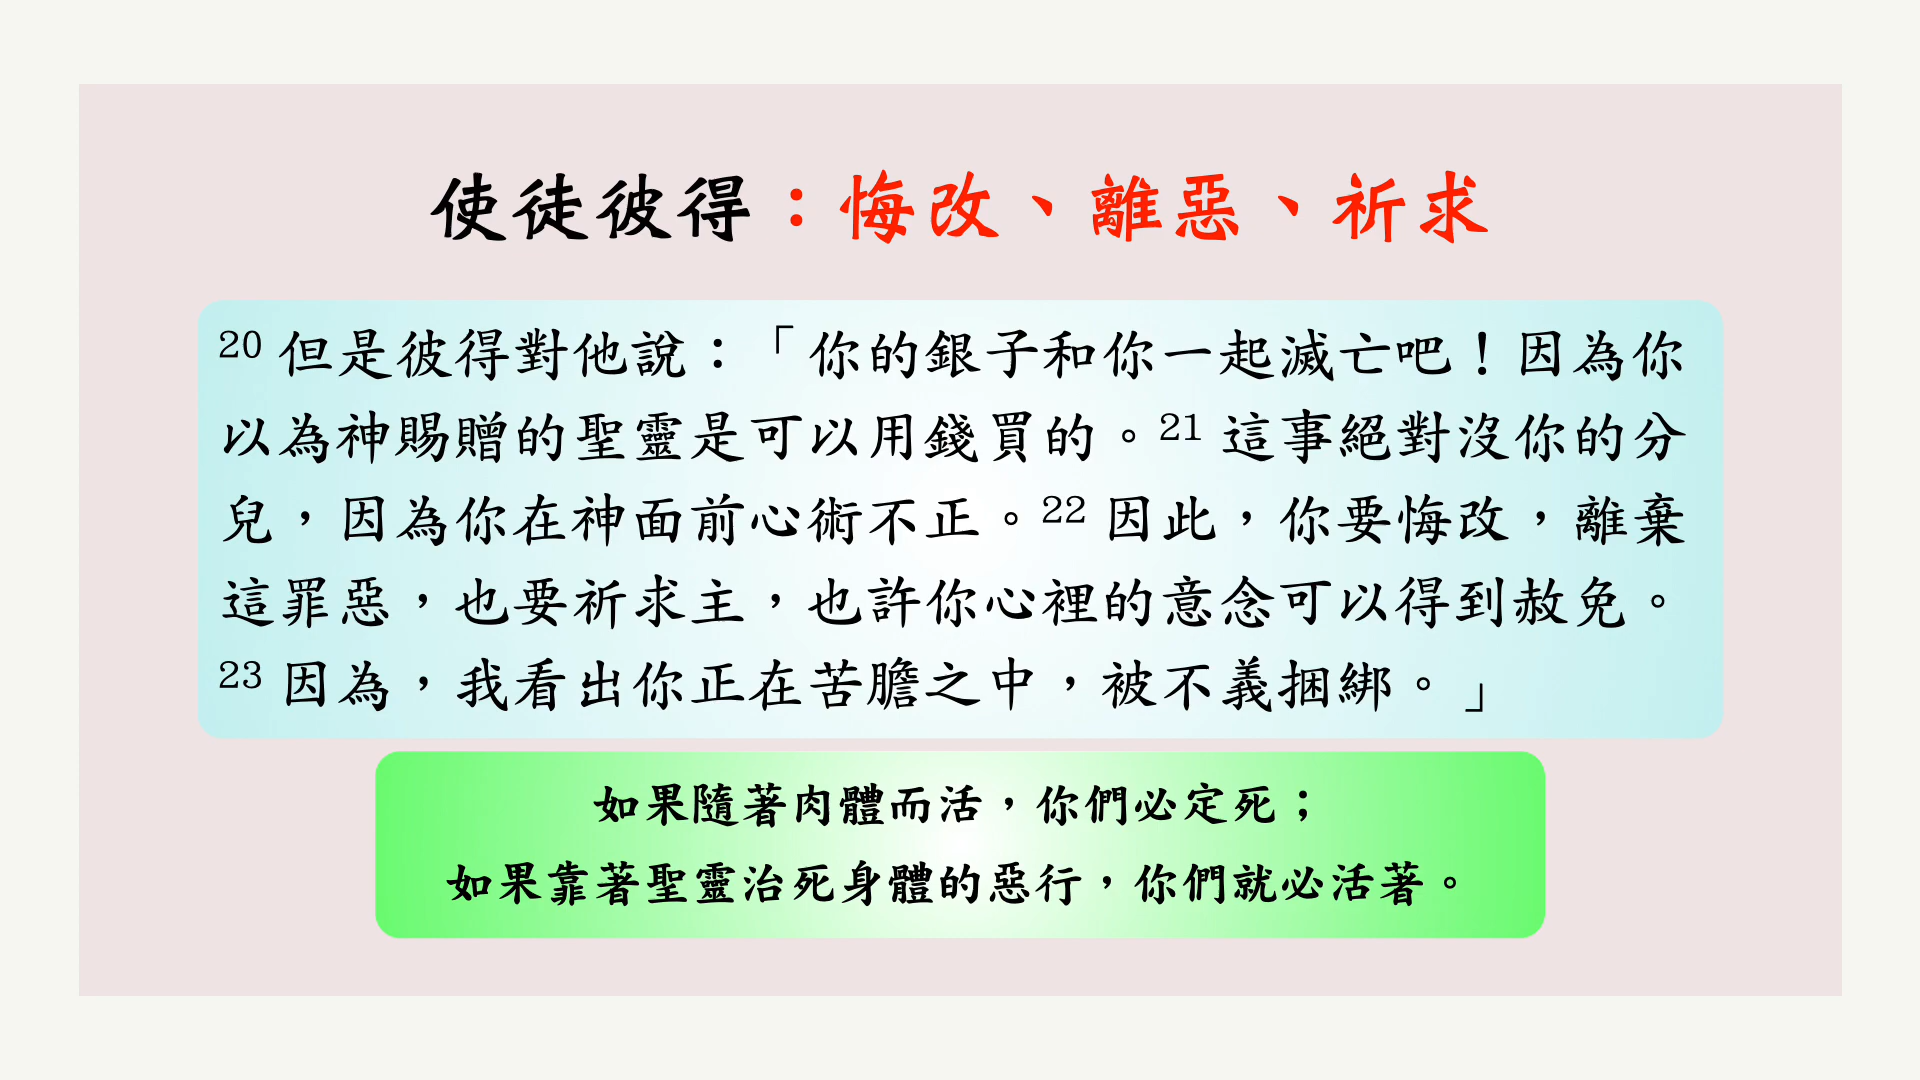 使徒彼得：悔改、離惡、祈求
20 但是彼得對他說：「你的銀子和你一起滅亡吧！因為你
以為神賜贈的聖靈是可以用錢買的。21 這事絕對沒你的分
兒，因為你在神面前心術不正。22 因此，你要悔改，離棄
這罪惡，也要祈求主，也許你心裡的意念可以得到赦免。
23 因為，我看出你正在苦膽之中，被不義捆綁。」
如果隨著肉體而活，你們必定死；
如果靠著聖靈治死身體的惡行，你們就必活著。